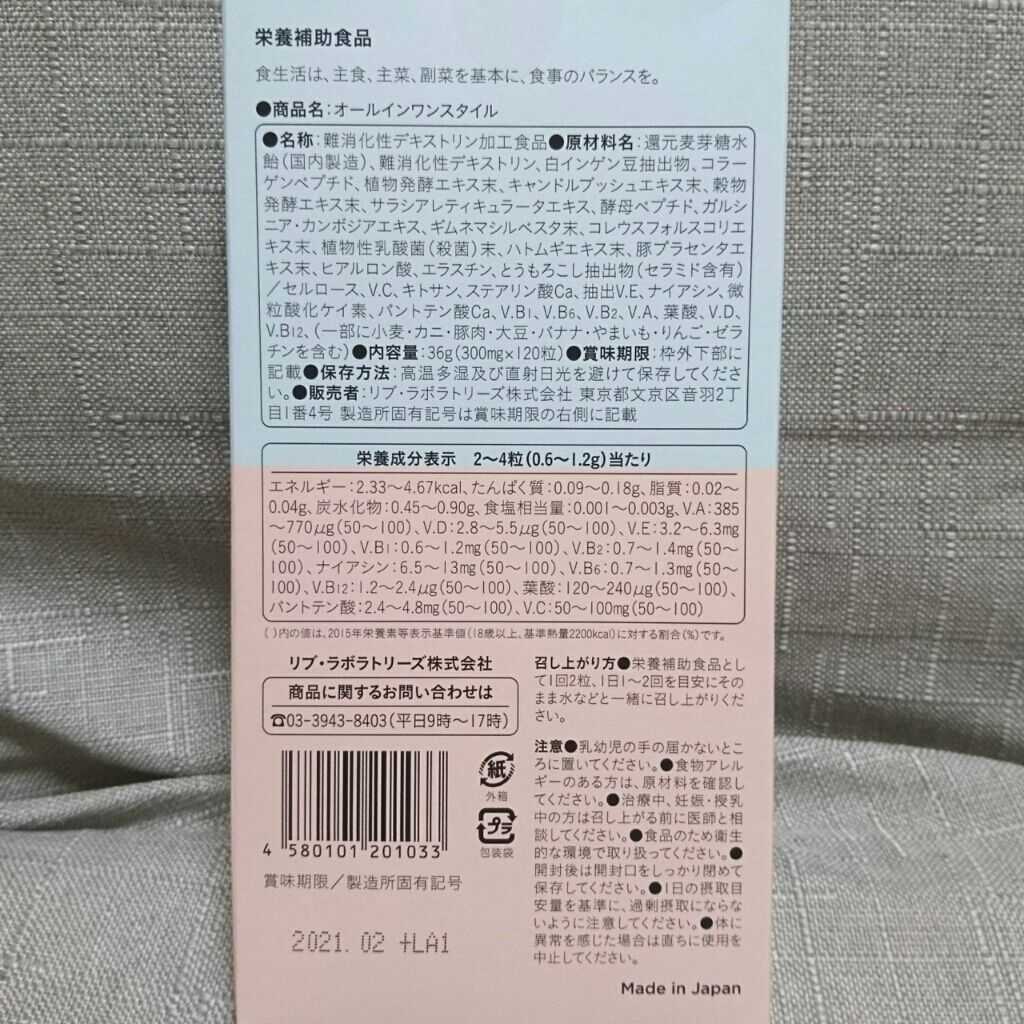 栄養補助食品
食生活は、主食、主菜、副菜を基本に、食事のバランスを。
●商品名：オールインワンスタイル
●名称：難消化性デキストリン加工食品●原材料名：還元麦芽糖水
飴（国内製造）、難消化性デキストリン、白インゲン豆抽出物、コラー
ゲンペプチド、植物発酵エキス末、キャンドルブッシュエキス末、穀物
発酵エキス末、サラシアレティキュラータエキス、酵母ペプチド、ガルシ
ニア・カンボジアエキス、ギムネマシルベスタ末、コレウスフォルスコリエ
キス末、植物性乳酸菌（殺菌）末、ハトムギエキス末、豚プラセンタエ
キス末、ヒアルロン酸、エラスチン、とうもろこし抽出物（セラミド含有）
／セルロース、V.C、キトサン、ステアリン酸Ca、抽出V.E、ナイアシン、微
粒酸化ケイ素、パントテン酸Ca、V.B1、V.B6、V.B2、V.A、葉酸、V.D、
V.B12、（一部に小麦・カニ・豚肉・大豆・バナナ・やまいも・りんご・ゼラ
チンを含む）●内容量：36g（300mg×120粒）●賞味期限：枠外下部に
記載●保存方法：高温多湿及び直射日光を避けて保存してくださ
い。●販売者：リブ・ラボラトリーズ株式会社 東京都文京区音羽2丁
目1番4号 製造所固有記号は賞味期限の右側に記載
栄養成分表示 2〜4粒（0.6〜1.2g）当たり
エネルギー：2.33〜4.67kcal、たんぱく質：0.09〜0.18g、脂質：0.02〜
0.04g、炭水化物：0.45〜0.90g、食塩相当量：0.001〜0.003g、V.A：385
〜770μg（50〜100）、V.D：2.8〜5.5μg（50〜100）、V.E：3.2〜6.3mg
（50〜100）、V.B1：0.6〜1.2mg（50〜100）、V.B2：0.7〜1.4mg（50〜
100）、ナイアシン：6.5〜13mg（50〜100）、V.B6：0.7〜1.3mg（50〜
100）、V.B12：1.2〜2.4μg（50〜100）、葉酸：120〜240μg（50〜100）、
パントテン酸：2.4〜4.8mg（50〜100）、V.C：50〜100mg（50〜100）
（ ）内の値は、2015年栄養素等表示基準値（18歳以上、基準熱量2200kcal）に対する割合（％）です。
リブ・ラボラトリーズ株式会社
商品に関するお問い合わせは
☎03-3943-8403（平日9時〜17時）
4 580101 201033
紙
外箱
プラ
包装袋
賞味期限／製造所固有記号
2021. 02 +LA1
召し上がり方●栄養補助食品とし
て1回2粒、1日1〜2回を目安にその
まま水などと一緒に召し上がりくだ
さい。
注意●乳幼児の手の届かないとこ
ろに置いてください。●食物アレル
ギーのある方は、原材料を確認し
てください。●治療中、妊娠・授乳
中の方は召し上がる前に医師と相
談してください。●食品のため衛生
的な環境で取り扱ってください。●
開封後は開封口をしっかり閉めて
保存してください。●1日の摂取目
安量を基準に、過剰摂取にならな
いように注意してください。●体に
異常を感じた場合は直ちに使用を
中止してください。
Made in Japan